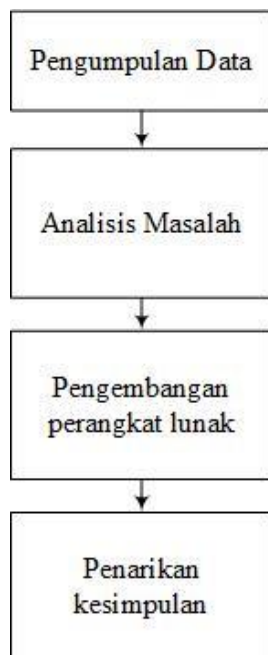 Pengumpulan Data
Analisis Masalah
Pengembangan
perangkat lunak
Penarikan
kesimpulan